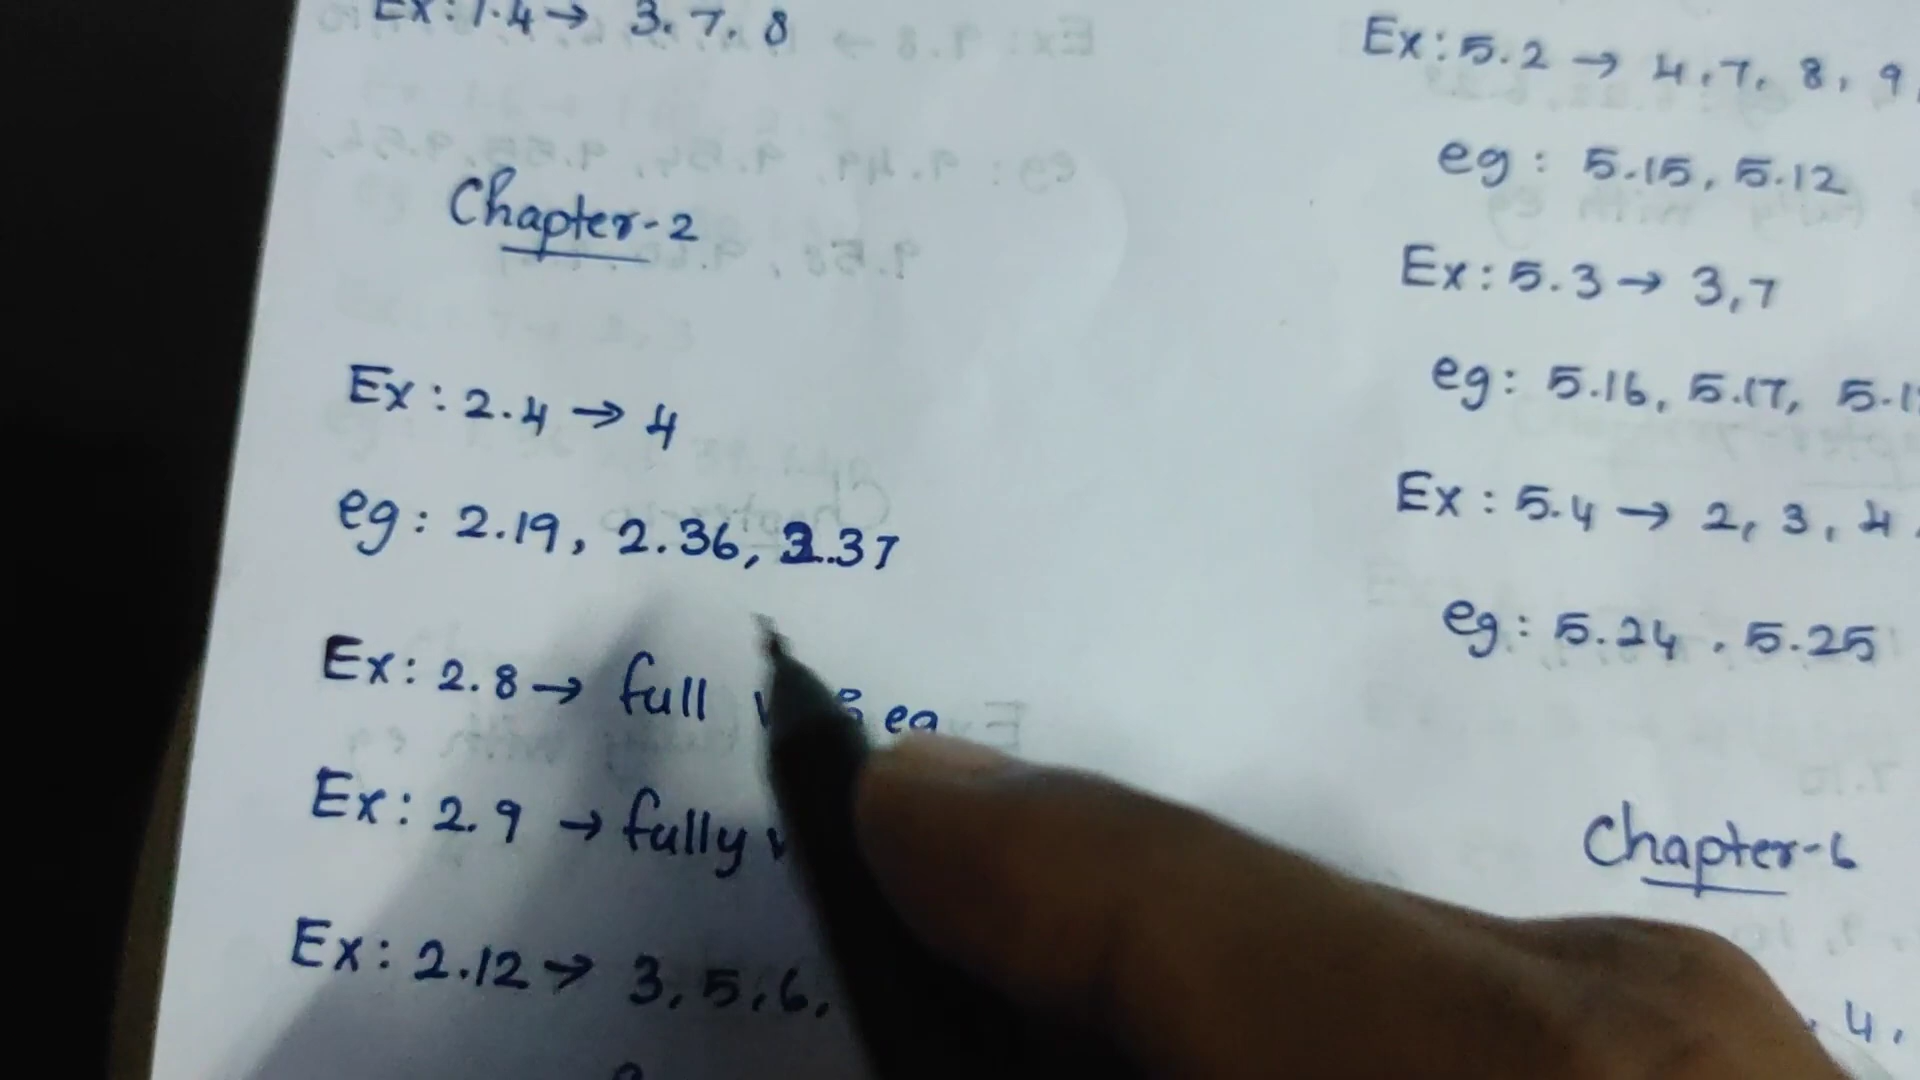 Ex: 1.4 → 3, 7, 8
Chapter-2
Ex: 2.4 → 4
eg: 2.19, 2.36, 2.37
Ex: 2.8 → full eg
Ex: 2.9 → fully
Ex: 2.12 → 3, 5, 6,
Ex: 5.2 → 4, 7, 8, 9,
eg: 5.15, 5.12
Ex: 5.3 → 3, 7
eg: 5.16, 5.17,
Ex: 5.4 → 2, 3, 4
eg: 5.24, 5.25
Chapter-6
4,